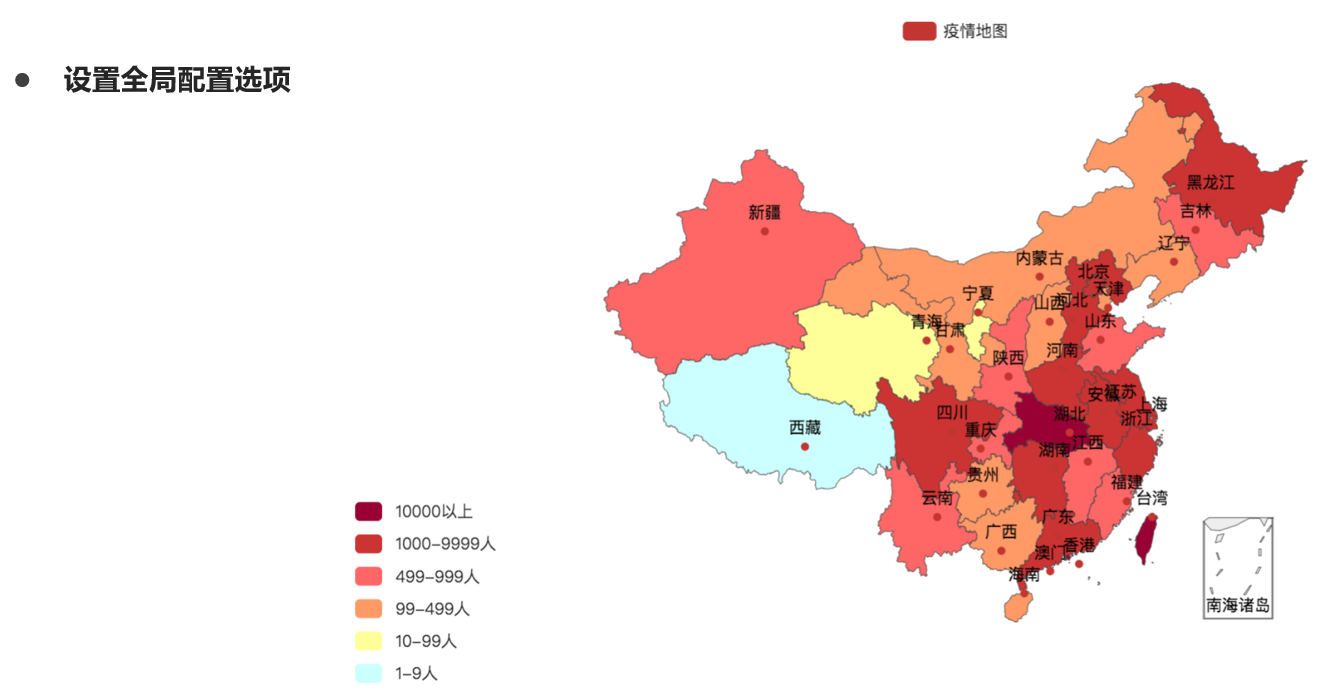 疫情地图
● 设置全局配置选项
黑龙江
吉林
新疆
辽宁
内蒙古
北京
天津
宁夏
山西
河北
青海
山东
甘肃
河南
陕西
安徽
江苏
上海
四川
湖北
浙江
西藏
重庆
江西
湖南
贵州
福建
云南
台湾
广东
广西
香港
澳门
海南
南海诸岛
10000以上
1000-9999人
499-999人
99-499人
10-99人
1-9人